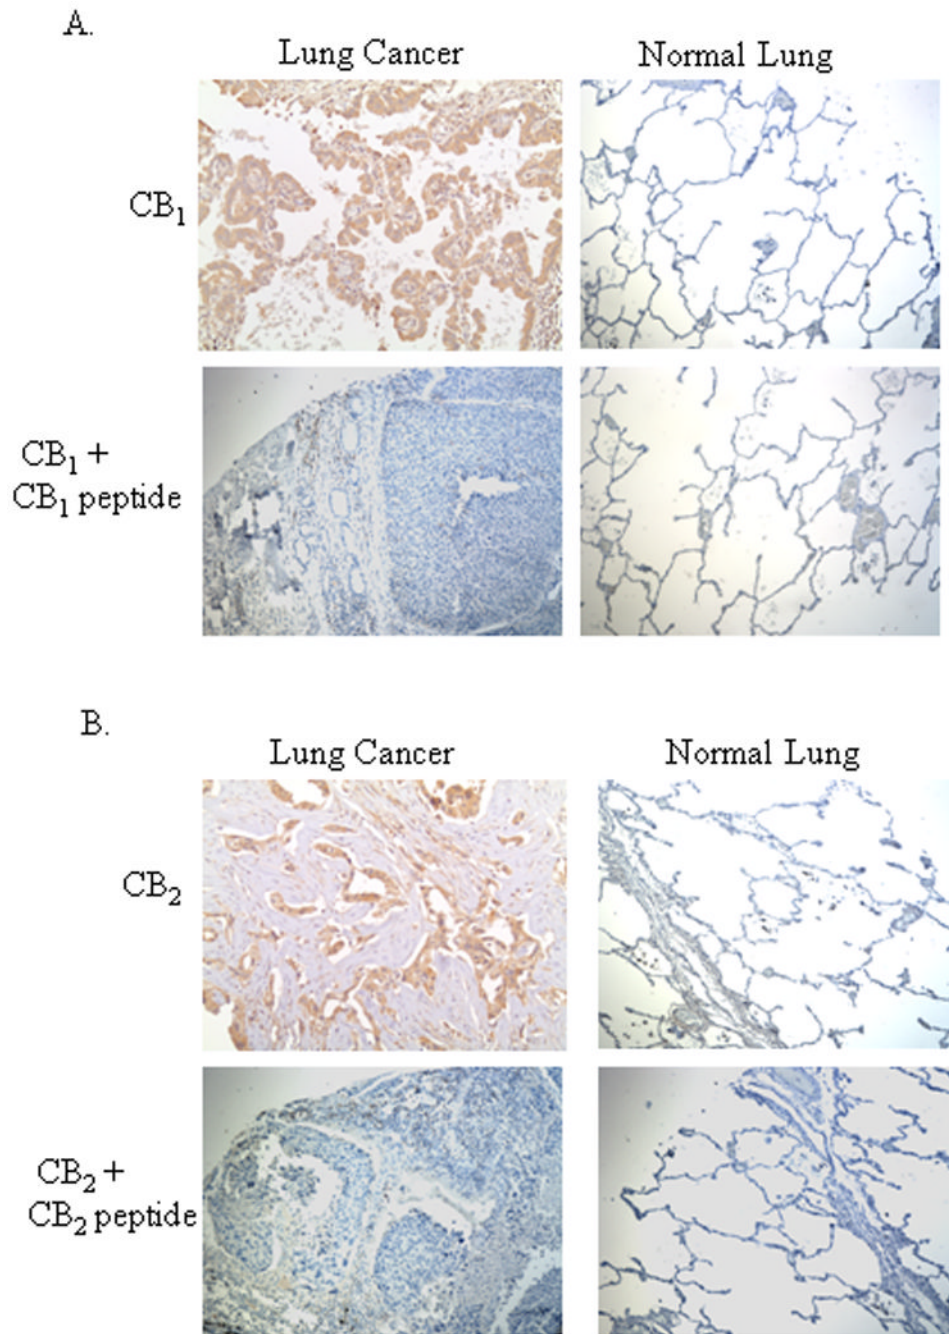 A.
Lung Cancer
Normal Lung
CB₁
CB₁ +
CB₁ peptide
B.
Lung Cancer
Normal Lung
CB₂
CB₂ +
CB₂ peptide